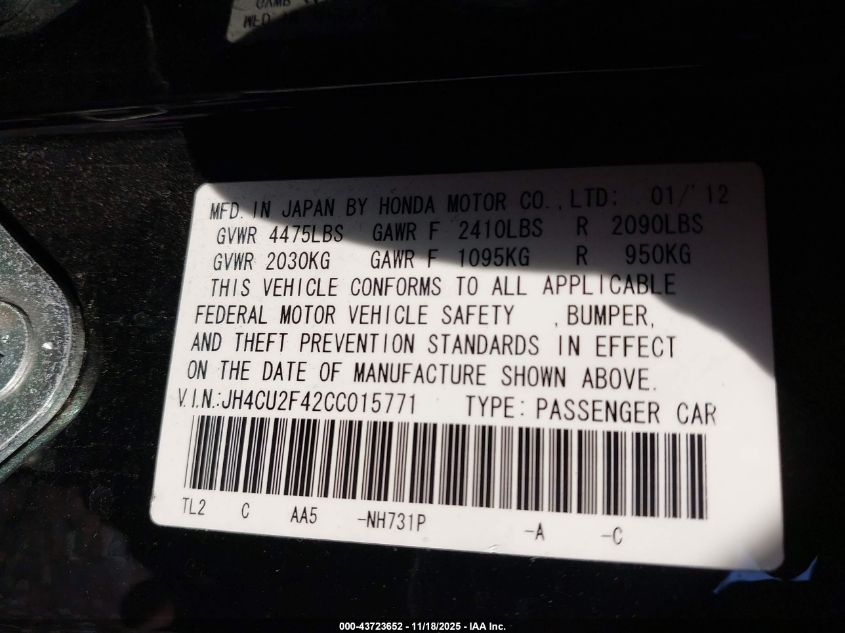 MFD. IN JAPAN BY HONDA MOTOR CO., LTD: 01/'12
GVWR 4475LBS GAWR F 2410LBS R 2090LBS
GVWR 2030KG GAWR F 1095KG R 950KG
THIS VEHICLE CONFORMS TO ALL APPLICABLE
FEDERAL MOTOR VEHICLE SAFETY , BUMPER,
AND THEFT PREVENTION STANDARDS IN EFFECT
ON THE DATE OF MANUFACTURE SHOWN ABOVE.
V.I.N.:JH4CU2F42CC015771 TYPE: PASSENGER CAR
TL2 C AA5 -NH731P -A -C
000-43723652 - 11/18/2025 - IAA Inc.